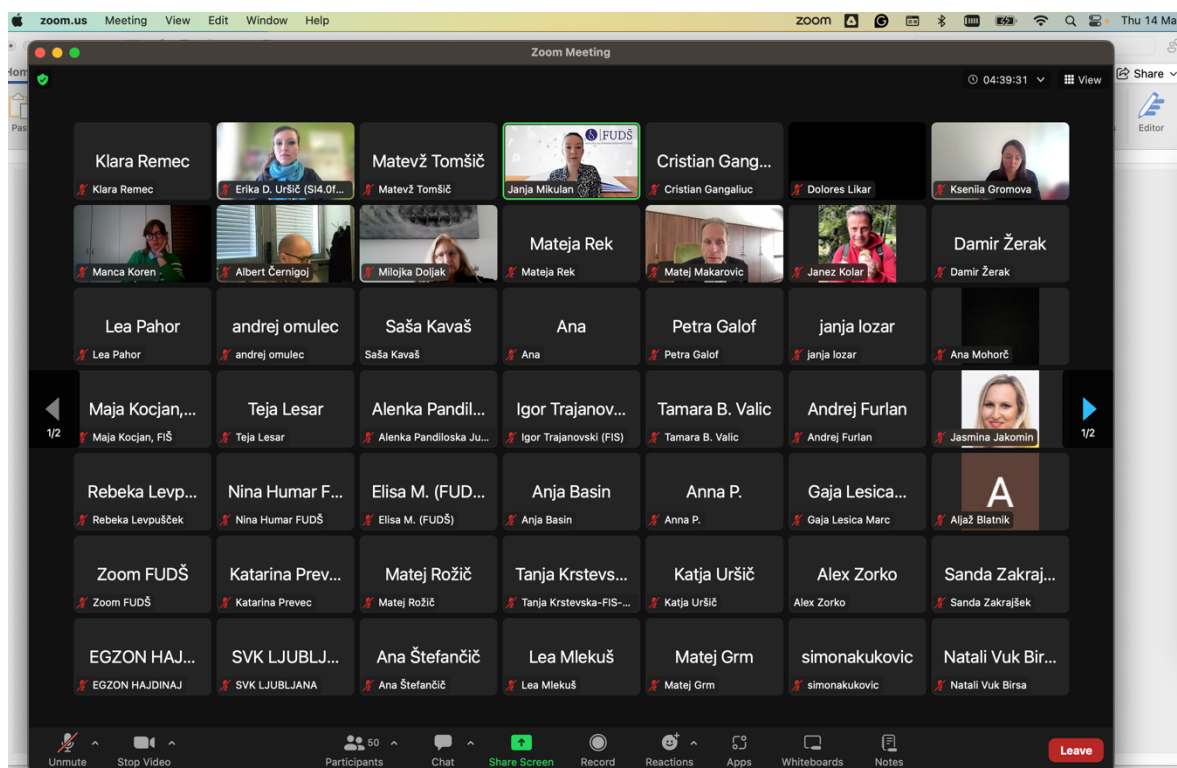 zoom.us Meeting View Edit Window Help zoom Thu 14 Ma
Zoom Meeting
04:39:31 View
Share
Pas
Editor
Klara Remec
Klara Remec
Erika D. Uršič (SI4.0f...
Matevž Tomšič
Matevž Tomšič
FUDŠ
Janja Mikulan
Cristian Gang...
Cristian Gangaliuc
Dolores Likar
Kseniia Gromova
Manca Koren
Albert Černigoj
Milojka Doljak
Mateja Rek
Mateja Rek
Matej Makarovic
Janez Kolar
Damir Žerak
Damir Žerak
Lea Pahor
Lea Pahor
andrej omulec
andrej omulec
Saša Kavaš
Saša Kavaš
Ana
Ana
Petra Galof
Petra Galof
janja lozar
janja lozar
Ana Mohorč
1/2
Maja Kocjan,...
Maja Kocjan, FIŠ
Teja Lesar
Teja Lesar
Alenka Pandil...
Alenka Pandiloska Ju...
Igor Trajanov...
Igor Trajanovski (FIS)
Tamara B. Valic
Tamara B. Valic
Andrej Furlan
Andrej Furlan
Jasmina Jakomin
1/2
Rebeka Levp...
Rebeka Levpušček
Nina Humar F...
Nina Humar FUDŠ
Elisa M. (FUD...
Elisa M. (FUDŠ)
Anja Basin
Anja Basin
Anna P.
Anna P.
Gaja Lesica...
Gaja Lesica Marc
A
Aljaž Blatnik
Zoom FUDŠ
Zoom FUDŠ
Katarina Prev...
Katarina Prevec
Matej Rožič
Matej Rožič
Tanja Krstevs...
Tanja Krstevska-FIS-...
Katja Uršič
Katja Uršič
Alex Zorko
Alex Zorko
Sanda Zakraj...
Sanda Zakrajšek
EGZON HAJ...
EGZON HAJDINAJ
SVK LJUBLJ...
SVK LJUBLJANA
Ana Štefančič
Ana Štefančič
Lea Mlekuš
Lea Mlekuš
Matej Grm
Matej Grm
simonakukovic
simonakukovic
Natali Vuk Bir...
Natali Vuk Birsa
Unmute Stop Video Participants 50 Chat Share Screen Record Reactions Apps Whiteboards Notes Leave